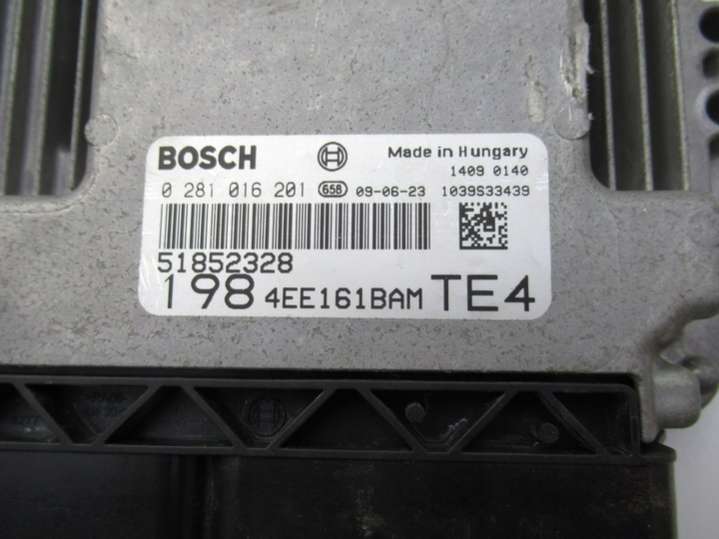 BOSCH Made in Hungary
1409 0140
0 281 016 201 658 09-06-23 1039S33439
51852328
198 4EE161BAM TE4